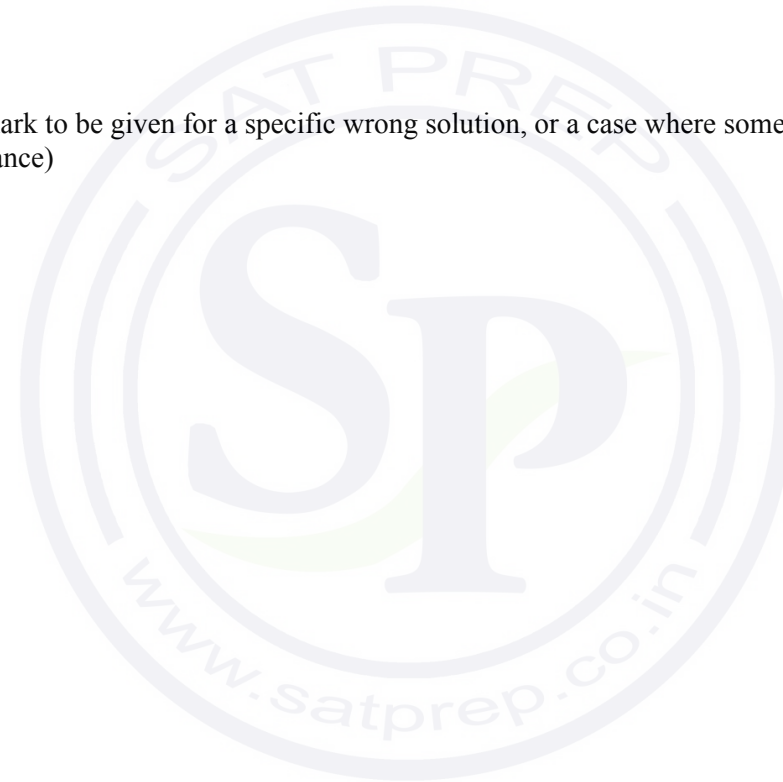 ark to be given for a specific wrong solution, or a case where some
ance)
SAT PREP
SP
www.satprep.co.in